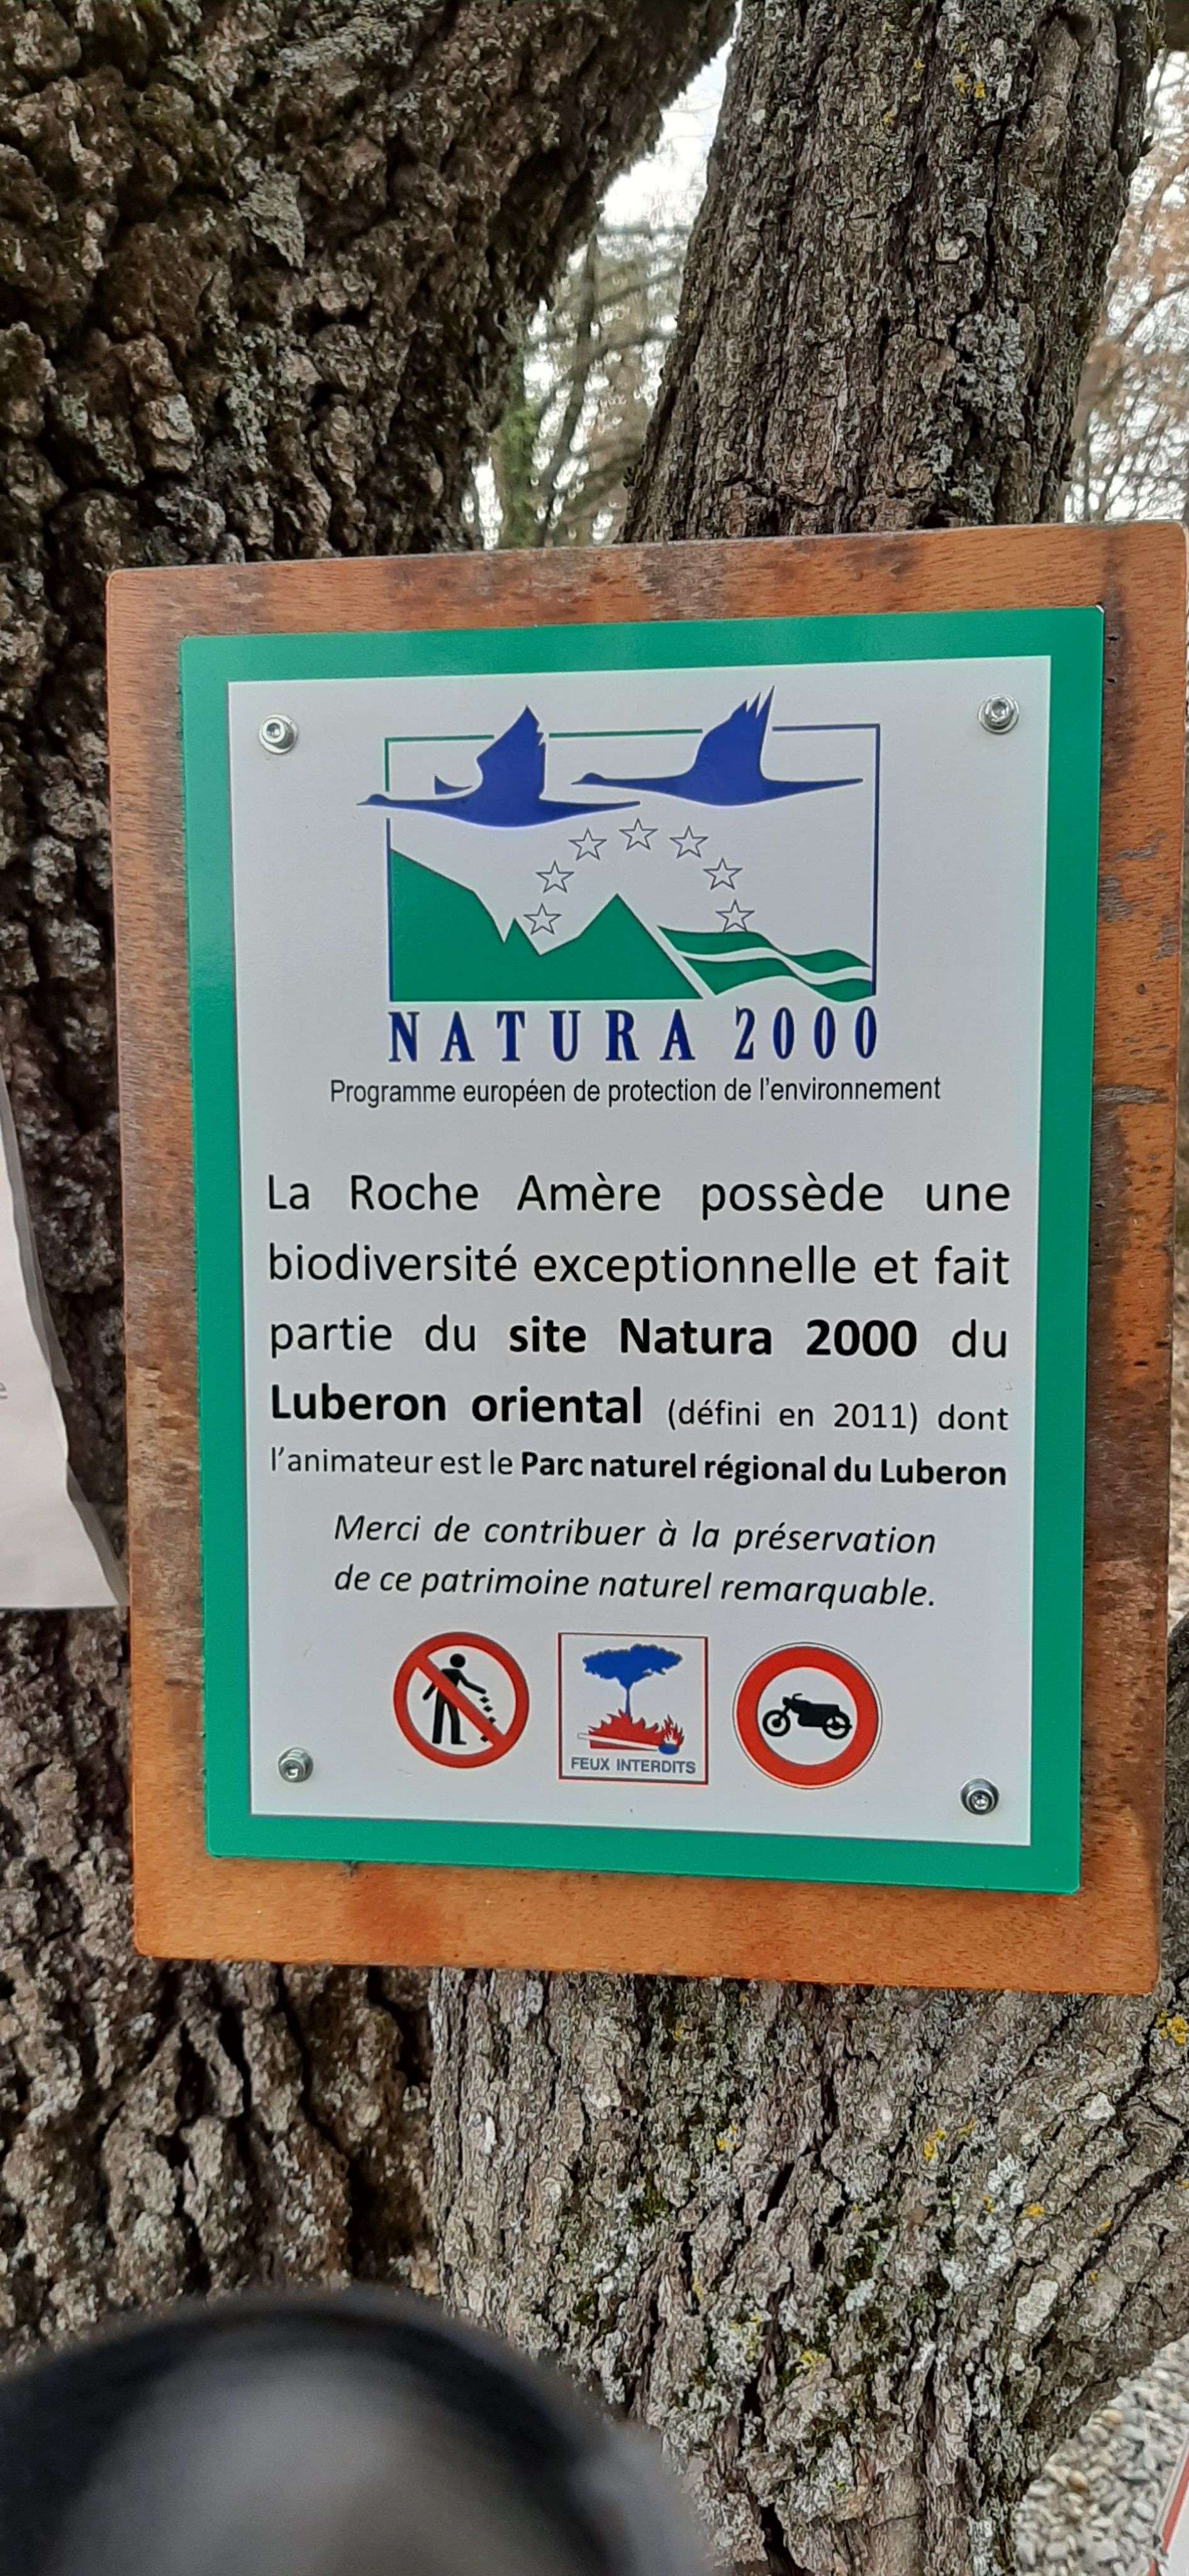 NATURA 2000
Programme européen de protection de l'environnement
La Roche Amère possède une
biodiversité exceptionnelle et fait
partie du site Natura 2000 du
Luberon oriental (défini en 2011) dont
l'animateur est le Parc naturel régional du Luberon
Merci de contribuer à la préservation
de ce patrimoine naturel remarquable.
FEUX INTERDITS